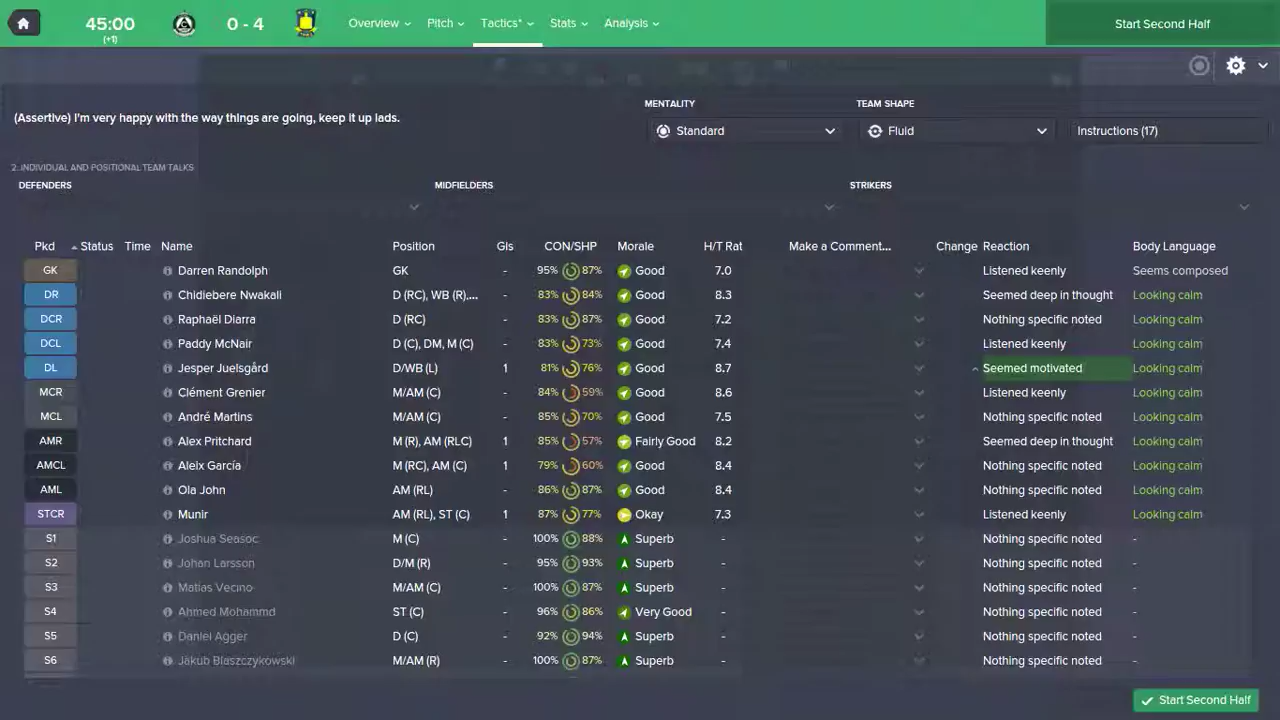 45:00
(+1)
0 - 4
Overview Pitch Tactics* Stats Analysis
Start Second Half
(Assertive) I'm very happy with the way things are going, keep it up lads.
MENTALITY TEAM SHAPE
Standard Fluid Instructions (17)
2. INDIVIDUAL AND POSITIONAL TEAM TALKS
DEFENDERS MIDFIELDERS STRIKERS
Pkd Status Time Name Position Gls CON/SHP Morale H/T Rat Make a Comment... Change Reaction Body Language
GK Darren Randolph GK - 95% 87% Good 7.0 Listened keenly Seems composed
DR Chidiebere Nwakali D (RC), WB (R),... - 83% 84% Good 8.3 Seemed deep in thought Looking calm
DCR Raphaël Diarra D (RC) - 83% 87% Good 7.2 Nothing specific noted Looking calm
DCL Paddy McNair D (C), DM, M (C) - 83% 73% Good 7.4 Listened keenly Looking calm
DL Jesper Juelsgård D/WB (L) 1 81% 76% Good 8.7 Seemed motivated Looking calm
MCR Clément Grenier M/AM (C) - 84% 59% Good 8.6 Listened keenly Looking calm
MCL André Martins M/AM (C) - 85% 70% Good 7.5 Nothing specific noted Looking calm
AMR Alex Pritchard M (R), AM (RLC) 1 85% 57% Fairly Good 8.2 Seemed deep in thought Looking calm
AMCL Aleix García M (RC), AM (C) 1 79% 60% Good 8.4 Nothing specific noted Looking calm
AML Ola John AM (RL) - 86% 87% Good 8.4 Nothing specific noted Looking calm
STCR Munir AM (RL), ST (C) 1 87% 77% Okay 7.3 Listened keenly Looking calm
S1 Joshua Seasoc M (C) - 100% 88% Superb - Nothing specific noted -
S2 Johan Larsson D/M (R) - 95% 93% Superb - Nothing specific noted -
S3 Matías Vecino M/AM (C) - 100% 87% Superb - Nothing specific noted -
S4 Ahmed Mohammd ST (C) - 96% 86% Very Good - Nothing specific noted -
S5 Daniel Agger D (C) - 92% 94% Superb - Nothing specific noted -
S6 Jakub Blaszczykowski M/AM (R) - 100% 87% Superb - Nothing specific noted -
Start Second Half